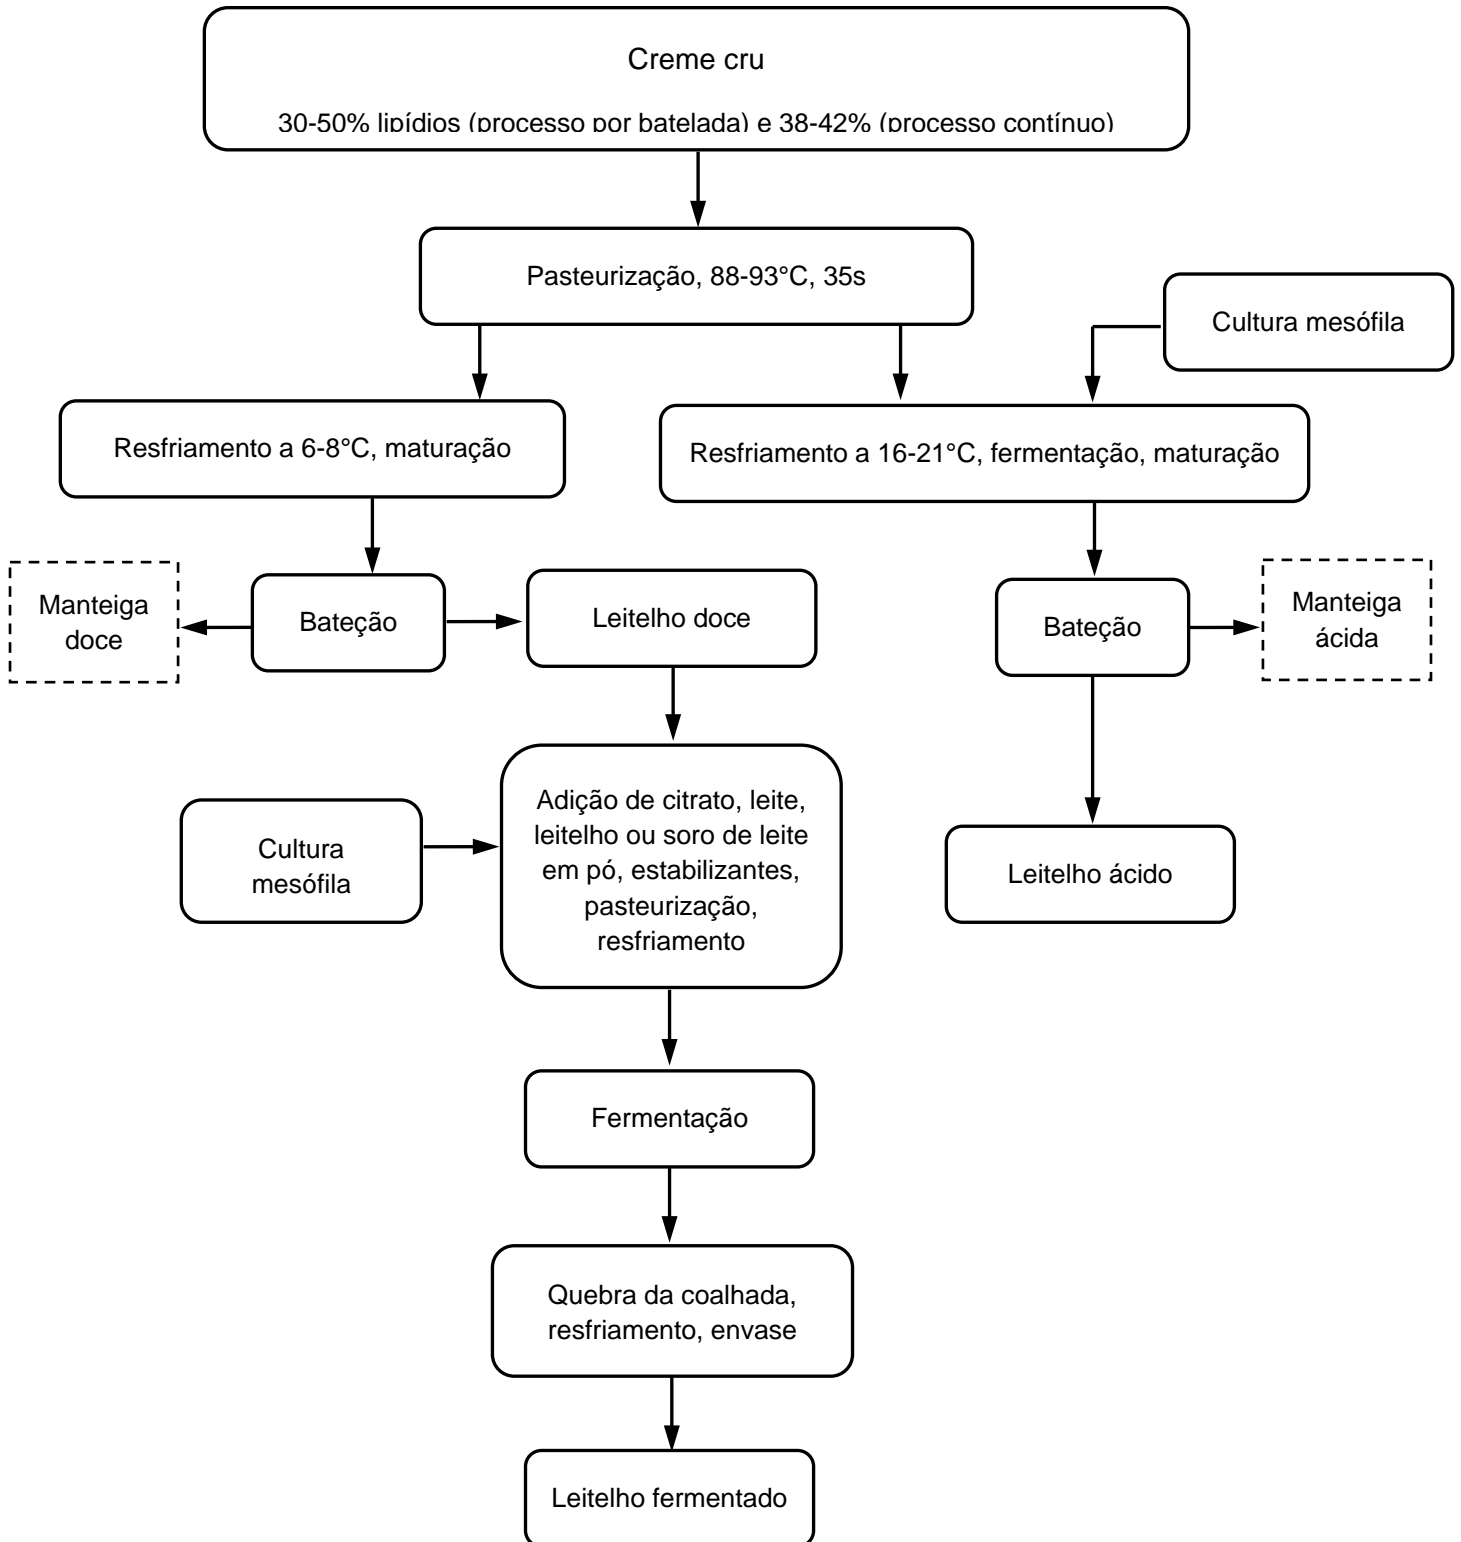 Creme cru
30-50% lipídios (processo por batelada) e 38-42% (processo contínuo)
Pasteurização, 88-93°C, 35s
Cultura mesófila
Resfriamento a 6-8°C, maturação
Resfriamento a 16-21°C, fermentação, maturação
Manteiga
doce
Bateção
Leitelho doce
Bateção
Manteiga
ácida
Cultura
mesófila
Adição de citrato, leite,
leitelho ou soro de leite
em pó, estabilizantes,
pasteurização,
resfriamento
Leitelho ácido
Fermentação
Quebra da coalhada,
resfriamento, envase
Leitelho fermentado